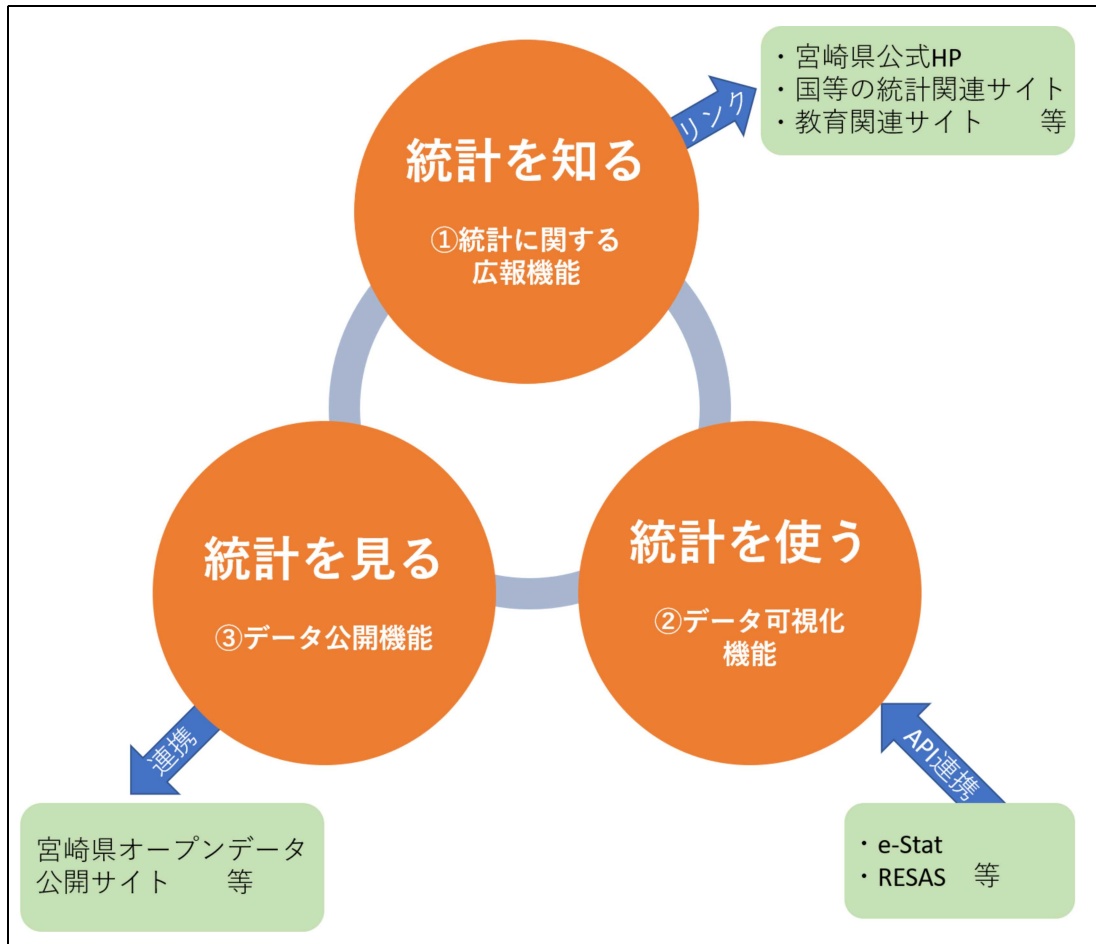 ・宮崎県公式HP
・国等の統計関連サイト
・教育関連サイト　　等
リンク
統計を知る
①統計に関する
広報機能
統計を見る
③データ公開機能
統計を使う
②データ可視化
機能
連携
API連携
宮崎県オープンデータ
公開サイト　　等
・e-Stat
・RESAS　等